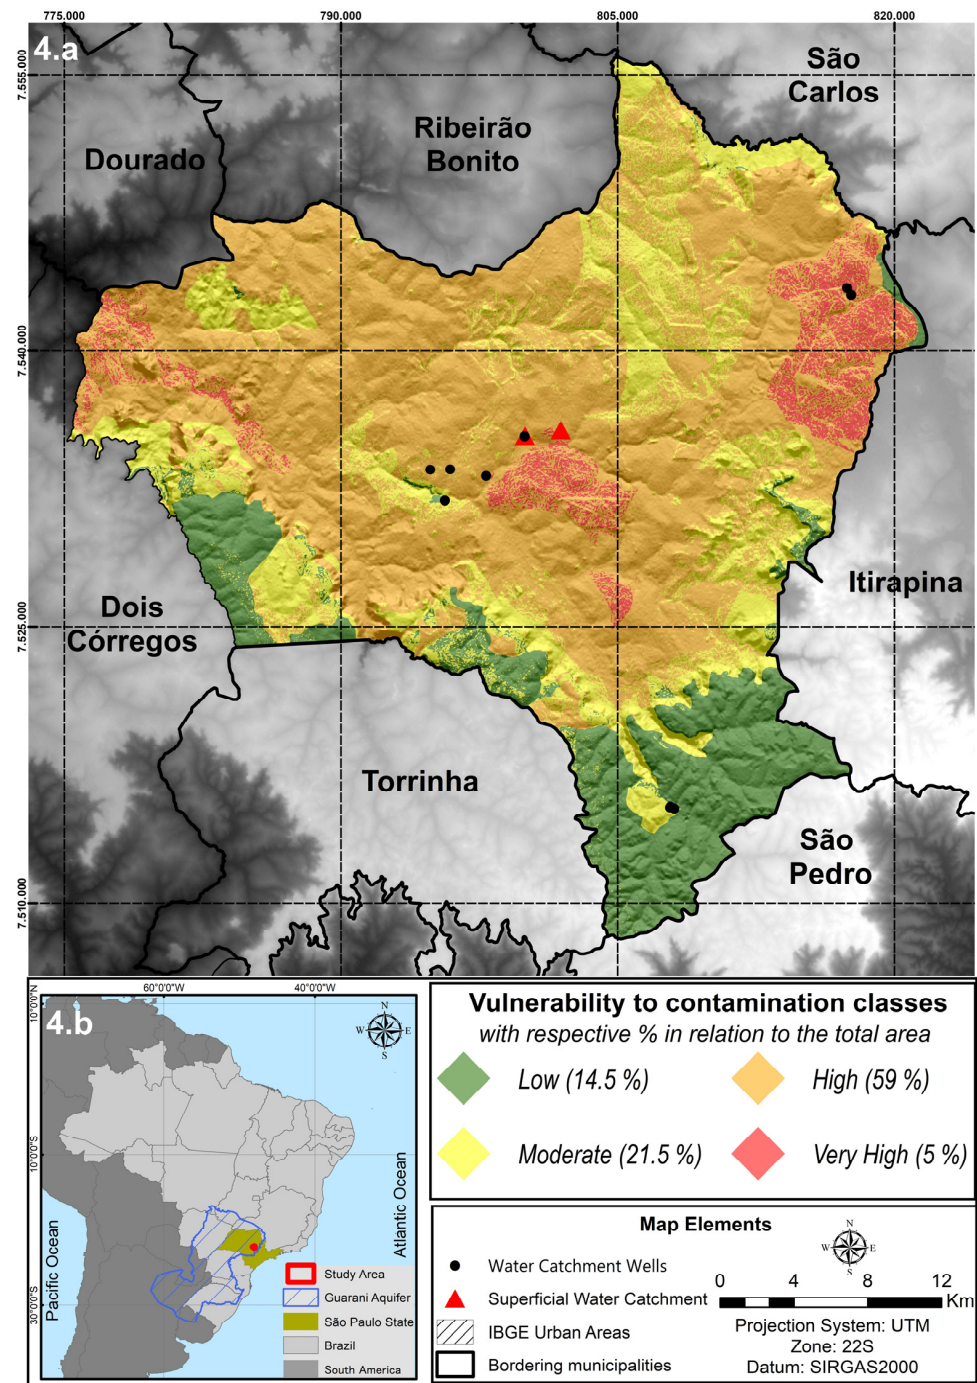 775.000 790.000 805.000 820.000
4.a
7.555.000
7.540.000
7.525.000
7.510.000
São
Carlos
Ribeirão
Bonito
Dourado
Itirapina
Dois
Córregos
Torrinha
São
Pedro
4.b
60°0'0"W 40°0'0"W
10°0'0"N
10°0'0"S
30°0'0"S
N
W E
S
Pacific Ocean
Atlantic Ocean
Study Area
Guarani Aquifer
São Paulo State
Brazil
South America
Vulnerability to contamination classes
with respective % in relation to the total area
Low (14.5 %)
High (59 %)
Moderate (21.5 %)
Very High (5 %)
Map Elements
Water Catchment Wells
Superficial Water Catchment
IBGE Urban Areas
Bordering municipalities
N
W E
S
0 4 8 12
Km
Projection System: UTM
Zone: 22S
Datum: SIRGAS2000